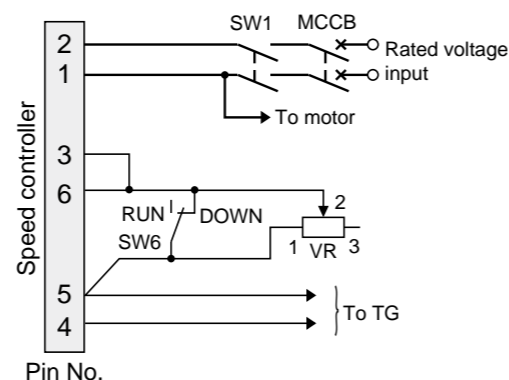 SW1 MCCB
2
Rated voltage
1
input
To motor
3
6
2
RUN DOWN
SW6
1 VR 3
5
To TG
4
Speed controller
Pin No.